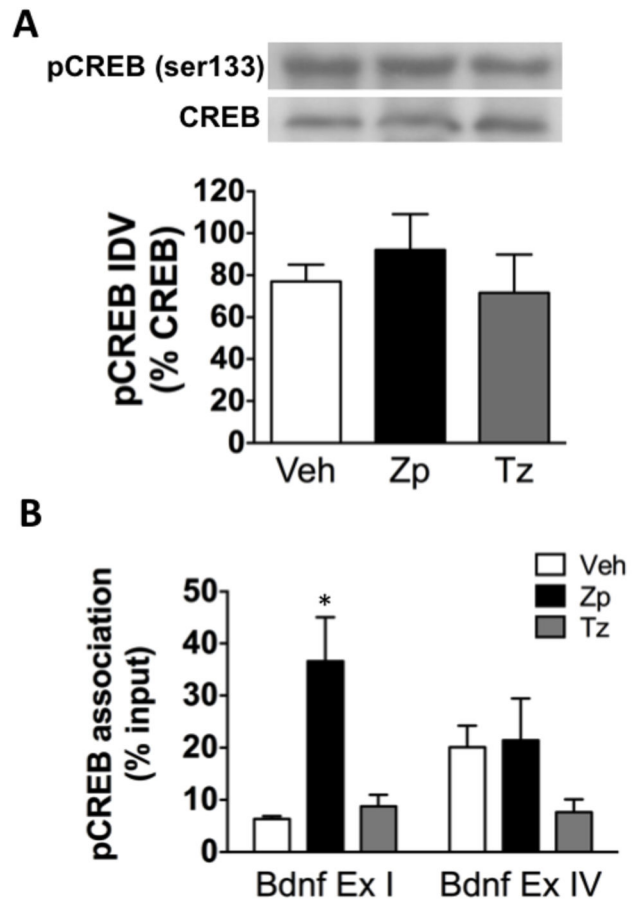 A
pCREB (ser133)
CREB
pCREB IDV
(% CREB)
120
100
80
60
40
20
0
Veh Zp Tz
B
Veh
Zp
Tz
pCREB association
(% input)
50
40
30
20
10
0
*
Bdnf Ex I Bdnf Ex IV